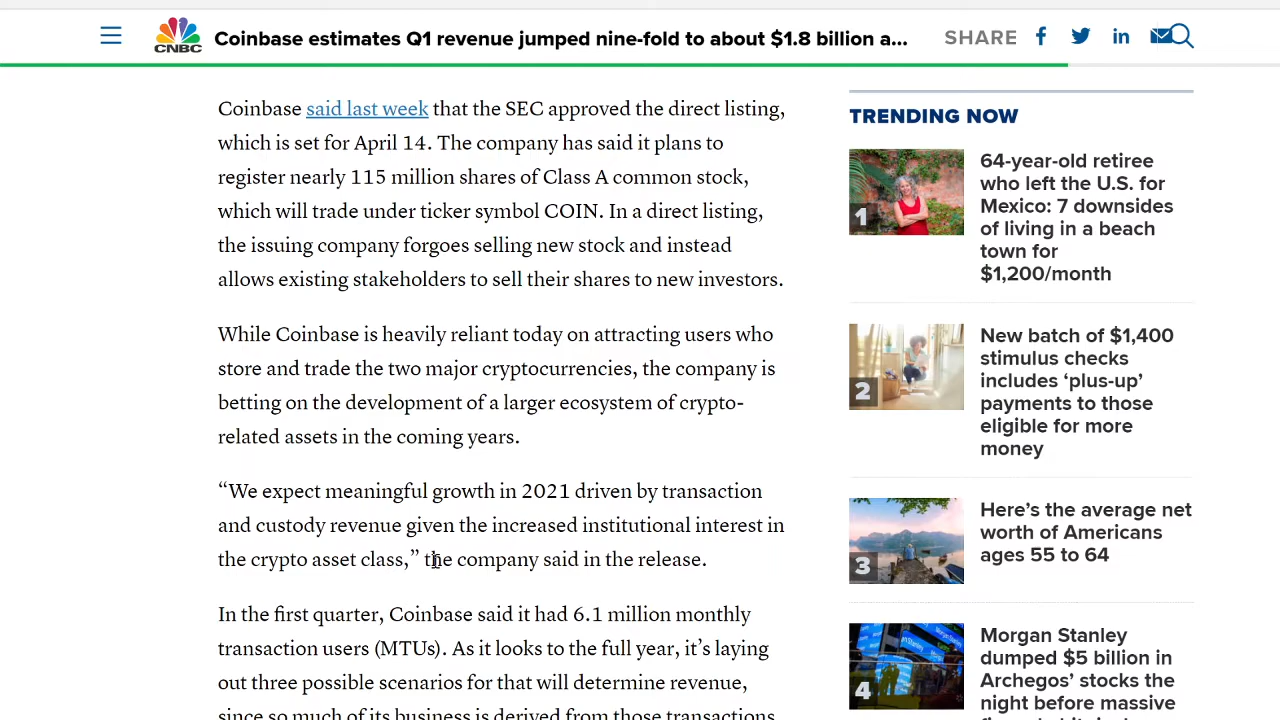 CNBC
Coinbase estimates Q1 revenue jumped nine-fold to about $1.8 billion a...
SHARE
Coinbase said last week that the SEC approved the direct listing,
which is set for April 14. The company has said it plans to
register nearly 115 million shares of Class A common stock,
which will trade under ticker symbol COIN. In a direct listing,
the issuing company forgoes selling new stock and instead
allows existing stakeholders to sell their shares to new investors.
While Coinbase is heavily reliant today on attracting users who
store and trade the two major cryptocurrencies, the company is
betting on the development of a larger ecosystem of crypto-
related assets in the coming years.
“We expect meaningful growth in 2021 driven by transaction
and custody revenue given the increased institutional interest in
the crypto asset class,” the company said in the release.
In the first quarter, Coinbase said it had 6.1 million monthly
transaction users (MTUs). As it looks to the full year, it’s laying
out three possible scenarios for that will determine revenue,
since so much of its business is derived from those transactions
TRENDING NOW
1
64-year-old retiree
who left the U.S. for
Mexico: 7 downsides
of living in a beach
town for
$1,200/month
2
New batch of $1,400
stimulus checks
includes ‘plus-up’
payments to those
eligible for more
money
3
Here’s the average net
worth of Americans
ages 55 to 64
4
Morgan Stanley
dumped $5 billion in
Archegos’ stocks the
night before massive